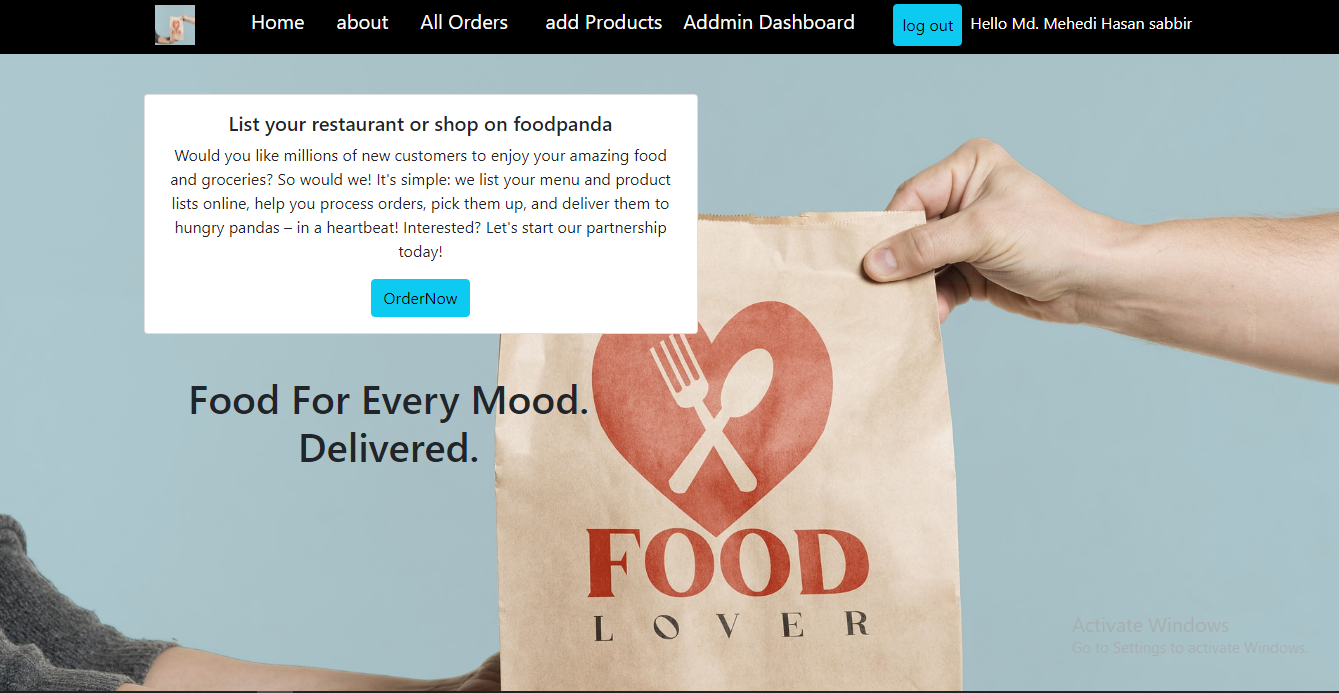 Home about All Orders add Products Addmin Dashboard log out Hello Md. Mehedi Hasan sabbir
List your restaurant or shop on foodpanda
Would you like millions of new customers to enjoy your amazing food
and groceries? So would we! It's simple: we list your menu and product
lists online, help you process orders, pick them up, and deliver them to
hungry pandas – in a heartbeat! Interested? Let's start our partnership
today!
OrderNow
Food For Every Mood.
Delivered.
FOOD
LOVER
Activate Windows
Go to Settings to activate Windows.